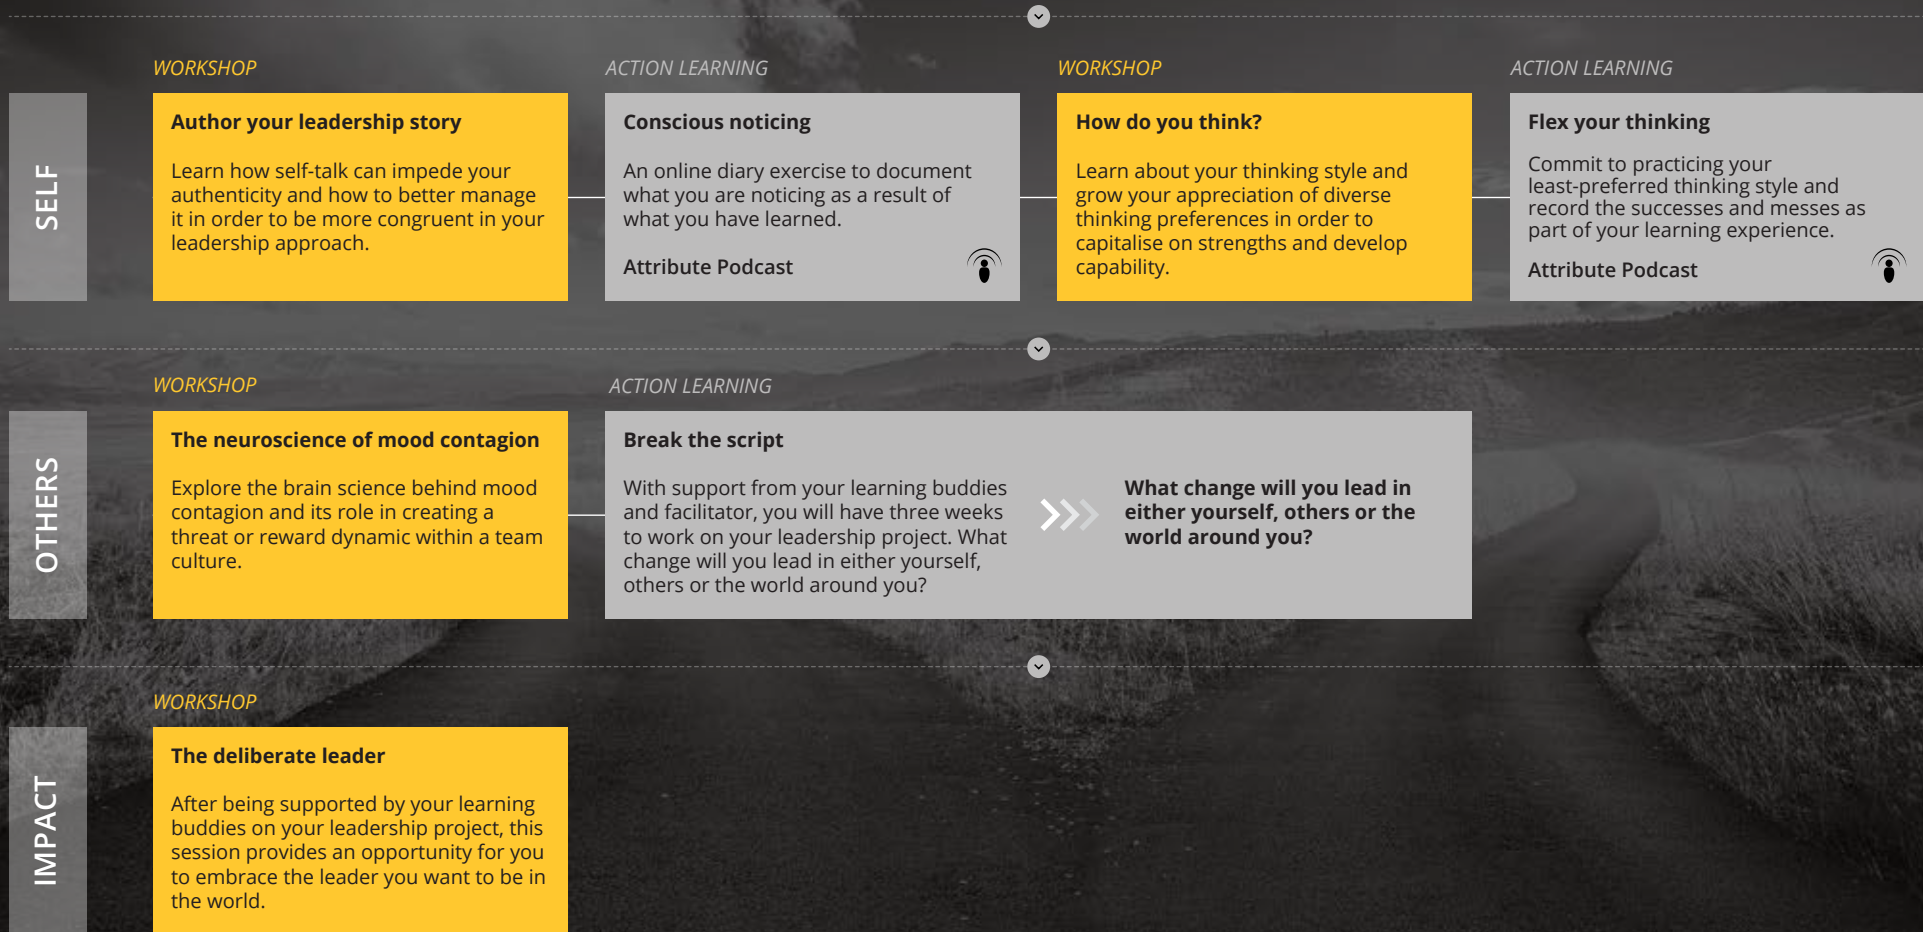 WORKSHOP
ACTION LEARNING
WORKSHOP
ACTION LEARNING
SELF
Author your leadership story
Learn how self-talk can impede your
authenticity and how to better manage
it in order to be more congruent in your
leadership approach.
Conscious noticing
An online diary exercise to document
what you are noticing as a result of
what you have learned.
Attribute Podcast
How do you think?
Learn about your thinking style and
grow your appreciation of diverse
thinking preferences in order to
capitalise on strengths and develop
capability.
Flex your thinking
Commit to practicing your
least-preferred thinking style and
record the successes and messes as
part of your learning experience.
Attribute Podcast
WORKSHOP
ACTION LEARNING
OTHERS
The neuroscience of mood contagion
Explore the brain science behind mood
contagion and its role in creating a
threat or reward dynamic within a team
culture.
Break the script
With support from your learning buddies
and facilitator, you will have three weeks
to work on your leadership project. What
change will you lead in either yourself,
others or the world around you?
What change will you lead in
either yourself, others or the
world around you?
WORKSHOP
IMPACT
The deliberate leader
After being supported by your learning
buddies on your leadership project, this
session provides an opportunity for you
to embrace the leader you want to be in
the world.